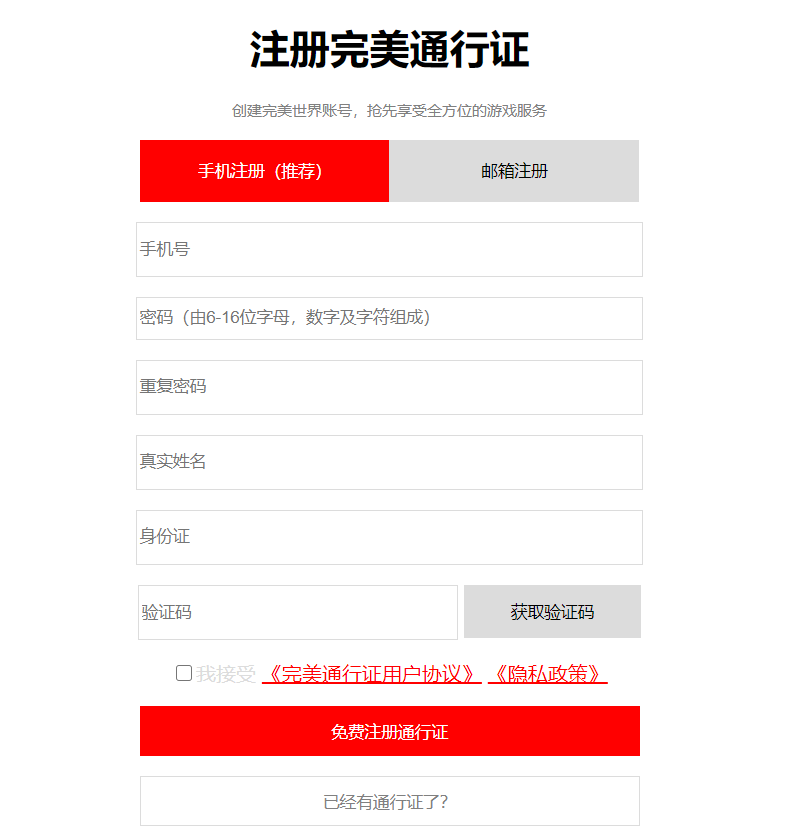 注册完美通行证
创建完美世界账号，抢先享受全方位的游戏服务
手机注册（推荐）
邮箱注册
手机号
密码（由6-16位字母，数字及字符组成）
重复密码
真实姓名
身份证
验证码
获取验证码
我接受 《完美通行证用户协议》 《隐私政策》
免费注册通行证
已经有通行证了?